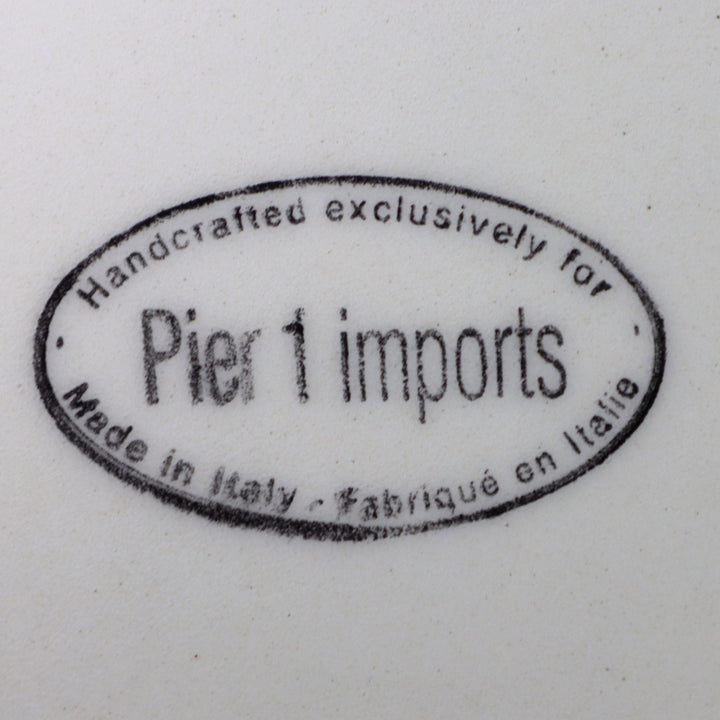 Handcrafted exclusively for
Pier 1 imports
Made in Italy - Fabriqué en Italie